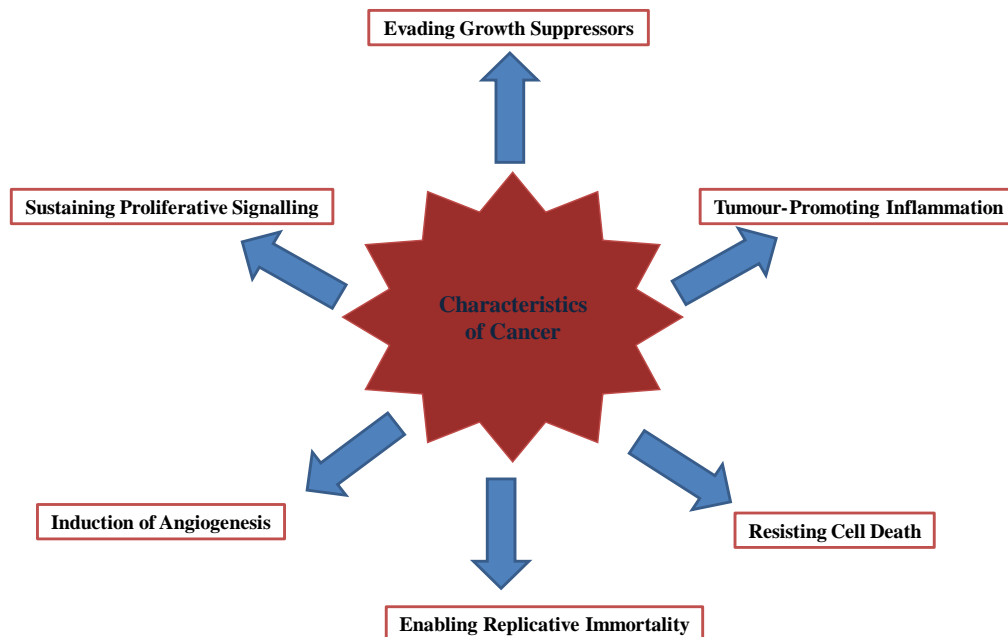 Evading Growth Suppressors
Sustaining Proliferative Signalling
Tumour-Promoting Inflammation
Characteristics
of Cancer
Induction of Angiogenesis
Resisting Cell Death
Enabling Replicative Immortality